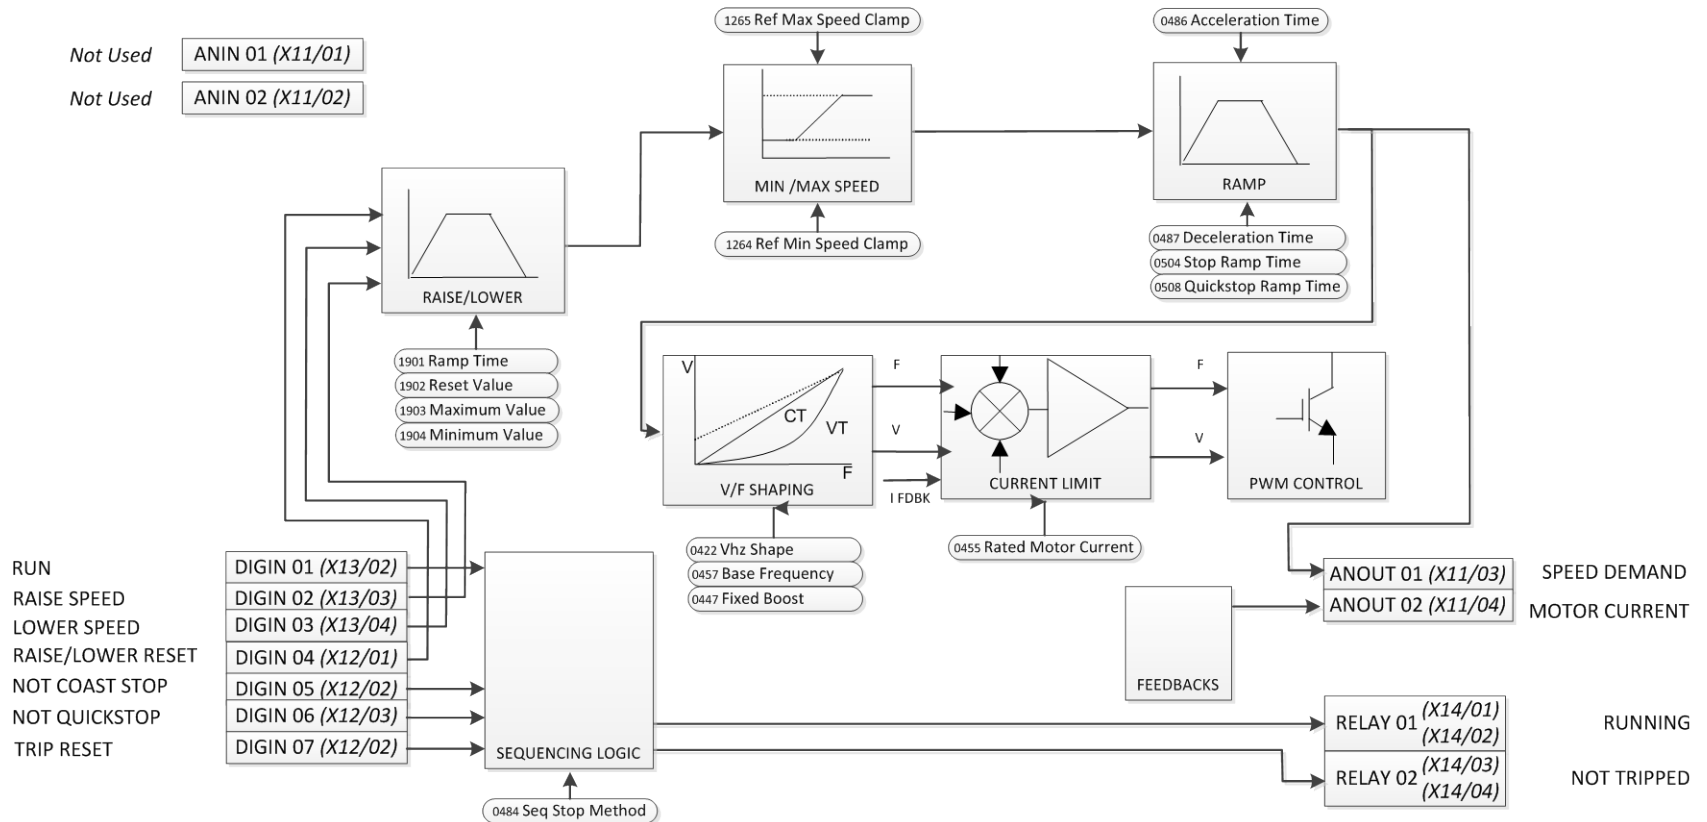 1265 Ref Max Speed Clamp
0486 Acceleration Time
Not Used
ANIN 01 (X11/01)
Not Used
ANIN 02 (X11/02)
MIN /MAX SPEED
RAMP
1264 Ref Min Speed Clamp
0487 Deceleration Time
0504 Stop Ramp Time
0508 Quickstop Ramp Time
RAISE/LOWER
1901 Ramp Time
1902 Reset Value
1903 Maximum Value
1904 Minimum Value
V
CT
VT
F
V/F SHAPING
F
V
I FDBK
CURRENT LIMIT
F
V
PWM CONTROL
0422 Vhz Shape
0457 Base Frequency
0447 Fixed Boost
0455 Rated Motor Current
RUN
DIGIN 01 (X13/02)
RAISE SPEED
DIGIN 02 (X13/03)
LOWER SPEED
DIGIN 03 (X13/04)
RAISE/LOWER RESET
DIGIN 04 (X12/01)
NOT COAST STOP
DIGIN 05 (X12/02)
NOT QUICKSTOP
DIGIN 06 (X12/03)
TRIP RESET
DIGIN 07 (X12/02)
SEQUENCING LOGIC
0484 Seq Stop Method
ANOUT 01 (X11/03)
SPEED DEMAND
ANOUT 02 (X11/04)
MOTOR CURRENT
FEEDBACKS
RELAY 01 (X14/01)
(X14/02)
RUNNING
RELAY 02 (X14/03)
(X14/04)
NOT TRIPPED